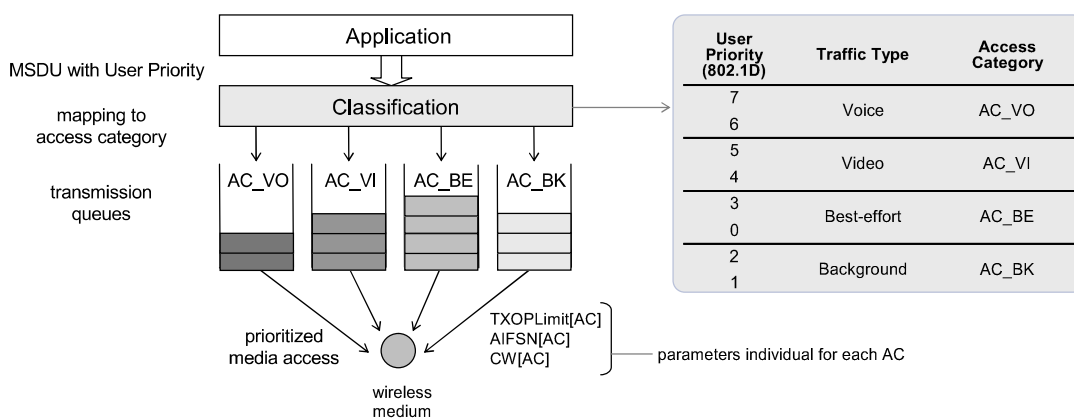 Application
MSDU with User Priority
Classification
mapping to
access category
AC_VO
AC_VI
AC_BE
AC_BK
transmission
queues
prioritized
media access
wireless
medium
TXOPLimit[AC]
AIFSN[AC]
CW[AC]
parameters individual for each AC
User
Priority
(802.1D)
Traffic Type
Access
Category
7
6
Voice
AC_VO
5
4
Video
AC_VI
3
0
Best-effort
AC_BE
2
1
Background
AC_BK